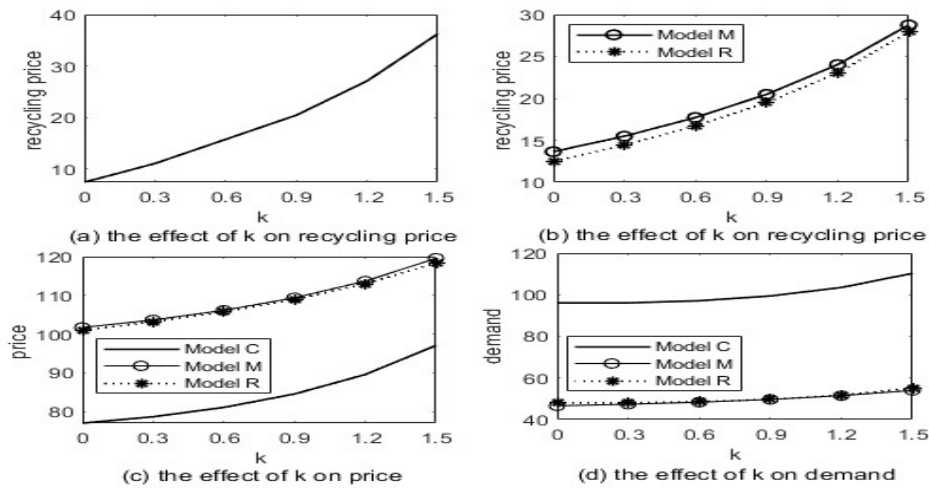 40
30
20
10
recycling price
0 0.3 0.6 0.9 1.2 1.5
k
(a) the effect of k on recycling price
30
25
20
15
10
recycling price
Model M
Model R
0 0.3 0.6 0.9 1.2 1.5
k
(b) the effect of k on recycling price
120
110
100
90
80
price
Model C
Model M
Model R
0 0.3 0.6 0.9 1.2 1.5
k
(c) the effect of k on price
120
100
80
60
40
demand
Model C
Model M
Model R
0 0.3 0.6 0.9 1.2 1.5
k
(d) the effect of k on demand